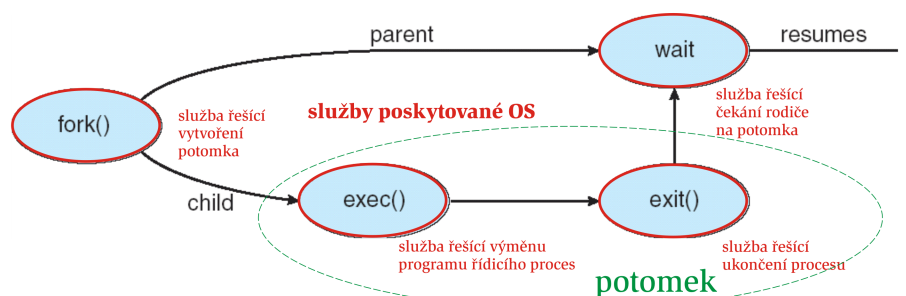 parent
wait
resumes
fork()
služba řešící
vytvoření
potomka
služby poskytované OS
služba řešící
čekání rodiče
na potomka
child
exec()
exit()
služba řešící výměnu
programu řídicího proces
služba řešící
ukončení procesu
potomek